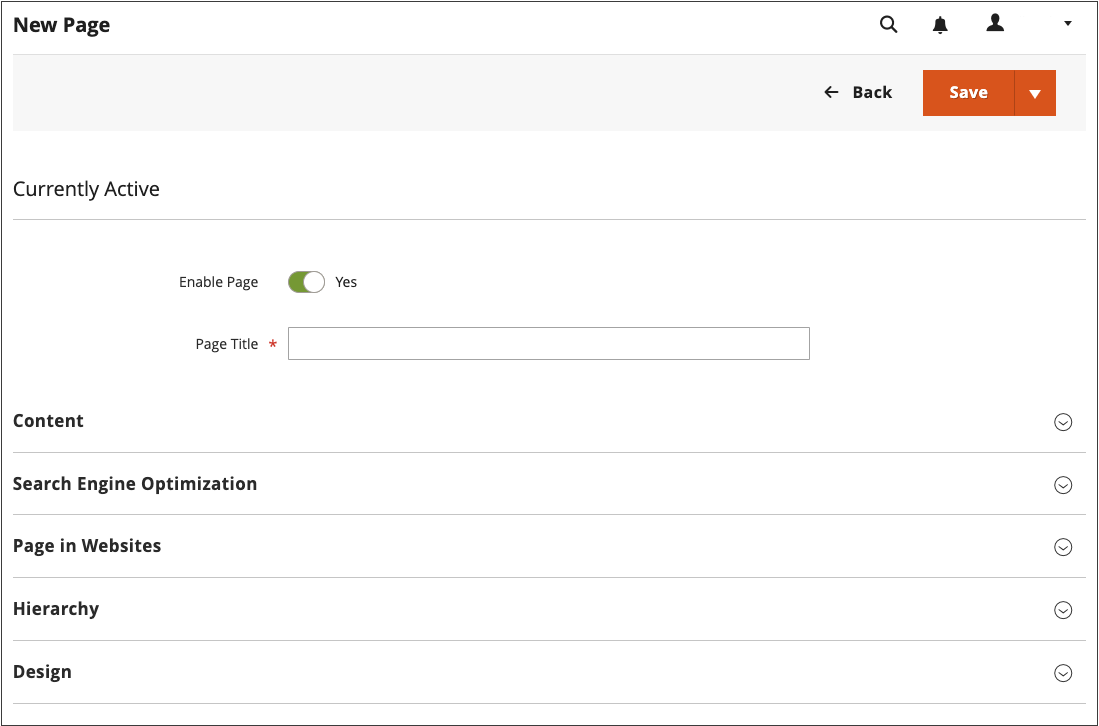 New Page
Back
Save
Currently Active
Enable Page
Yes
Page Title *
Content
Search Engine Optimization
Page in Websites
Hierarchy
Design